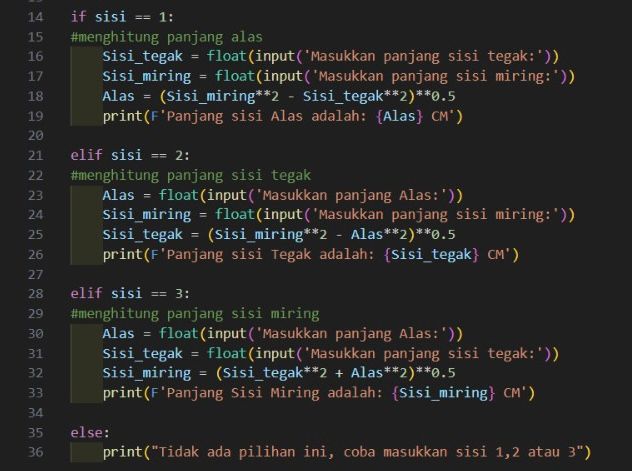 14 if sisi == 1:
15 #menghitung panjang alas
16 Sisi_tegak = float(input('Masukkan panjang sisi tegak:'))
17 Sisi_miring = float(input('Masukkan panjang sisi miring:'))
18 Alas = (Sisi_miring**2 - Sisi_tegak**2)**0.5
19 print(F'Panjang sisi Alas adalah: {Alas} CM')
20
21 elif sisi == 2:
22 #menghitung panjang sisi tegak
23 Alas = float(input('Masukkan panjang Alas:'))
24 Sisi_miring = float(input('Masukkan panjang sisi miring:'))
25 Sisi_tegak = (Sisi_miring**2 - Alas**2)**0.5
26 print(F'Panjang sisi Tegak adalah: {Sisi_tegak} CM')
27
28 elif sisi == 3:
29 #menghitung panjang sisi miring
30 Alas = float(input('Masukkan panjang Alas:'))
31 Sisi_tegak = float(input('Masukkan panjang sisi tegak:'))
32 Sisi_miring = (Sisi_tegak**2 + Alas**2)**0.5
33 print(F'Panjang Sisi Miring adalah: {Sisi_miring} CM')
34
35 else:
36 print("Tidak ada pilihan ini, coba masukkan sisi 1,2 atau 3")